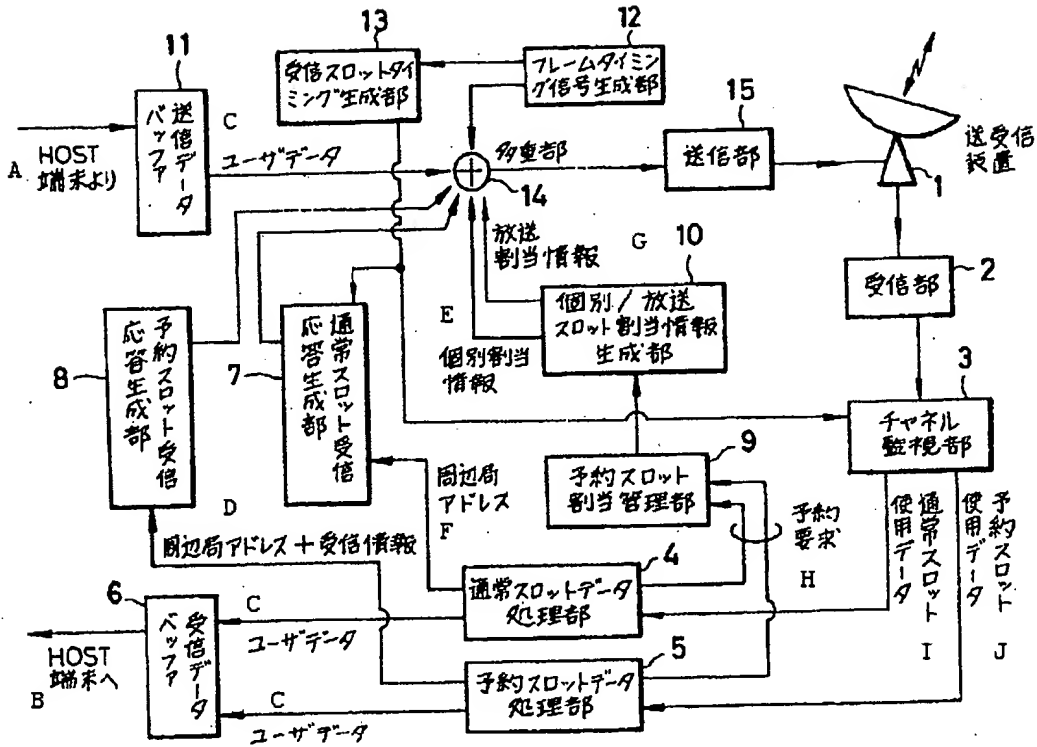 13
受信スロットタイ
ミング生成部
12
フレームタイミン
グ信号生成部
11
送信データ
バッファ
A
HOST
端末より
C
ユーザデータ
多重部
14
15
送信部
送受信
装置
1
放送
割当情報
G
10
個別/放送
スロット割当情報
生成部
2
受信部
E
個別割当
情報
8
予約スロット受信
応答生成部
7
通常スロット受信
応答生成部
3
チャネル
監視部
9
予約スロット
割当管理部
周辺局
アドレス
F
D
周辺局アドレス+受信情報
予約
要求
H
通常スロット
使用データ
I
予約スロット
使用データ
J
4
通常スロットデータ
処理部
6
受信データ
バッファ
C
ユーザデータ
HOST
端末へ
B
5
予約スロットデータ
処理部
C
ユーザデータ